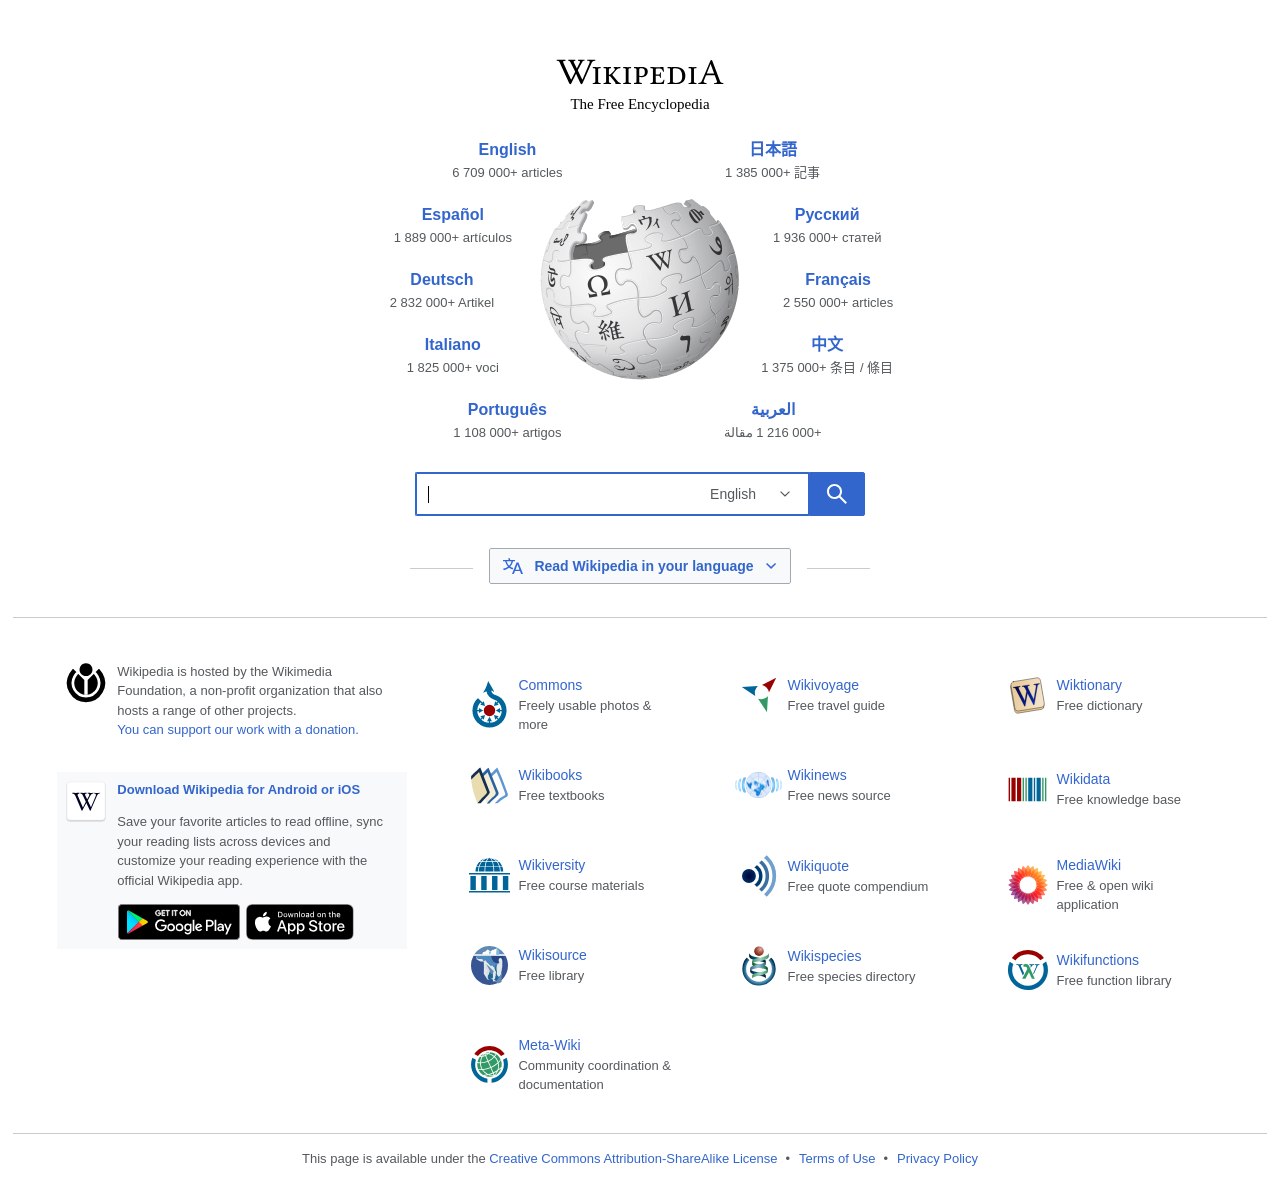 WIKIPEDIA
The Free Encyclopedia
English
6 709 000+ articles
日本語
1 385 000+ 記事
Español
1 889 000+ artículos
Русский
1 936 000+ статей
Deutsch
2 832 000+ Artikel
Français
2 550 000+ articles
Italiano
1 825 000+ voci
中文
1 375 000+ 条目 / 條目
Português
1 108 000+ artigos
العربية
1 216 000+ مقالة
Ω
W
И
維
ウィ
English
Read Wikipedia in your language
Wikipedia is hosted by the Wikimedia
Foundation, a non-profit organization that also
hosts a range of other projects.
You can support our work with a donation.
W
Download Wikipedia for Android or iOS
Save your favorite articles to read offline, sync
your reading lists across devices and
customize your reading experience with the
official Wikipedia app.
GET IT ON
Google Play
Download on the
App Store
Commons
Freely usable photos &
more
Wikivoyage
Free travel guide
W
Wiktionary
Free dictionary
Wikibooks
Free textbooks
Wikinews
Free news source
Wikidata
Free knowledge base
Wikiversity
Free course materials
Wikiquote
Free quote compendium
MediaWiki
Free & open wiki
application
Wikisource
Free library
Wikispecies
Free species directory
Wikifunctions
Free function library
Meta-Wiki
Community coordination &
documentation
This page is available under the Creative Commons Attribution-ShareAlike License • Terms of Use • Privacy Policy